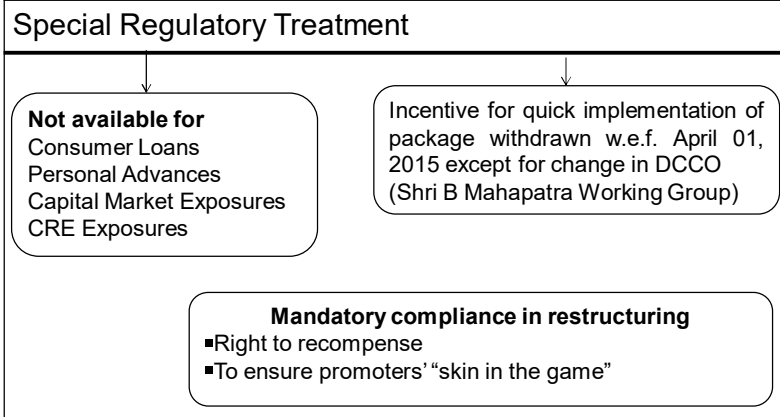 Special Regulatory Treatment
Not available for
Consumer Loans
Personal Advances
Capital Market Exposures
CRE Exposures
Incentive for quick implementation of
package withdrawn w.e.f. April 01,
2015 except for change in DCCO
(Shri B Mahapatra Working Group)
Mandatory compliance in restructuring
▪Right to recompense
▪To ensure promoters’ “skin in the game”